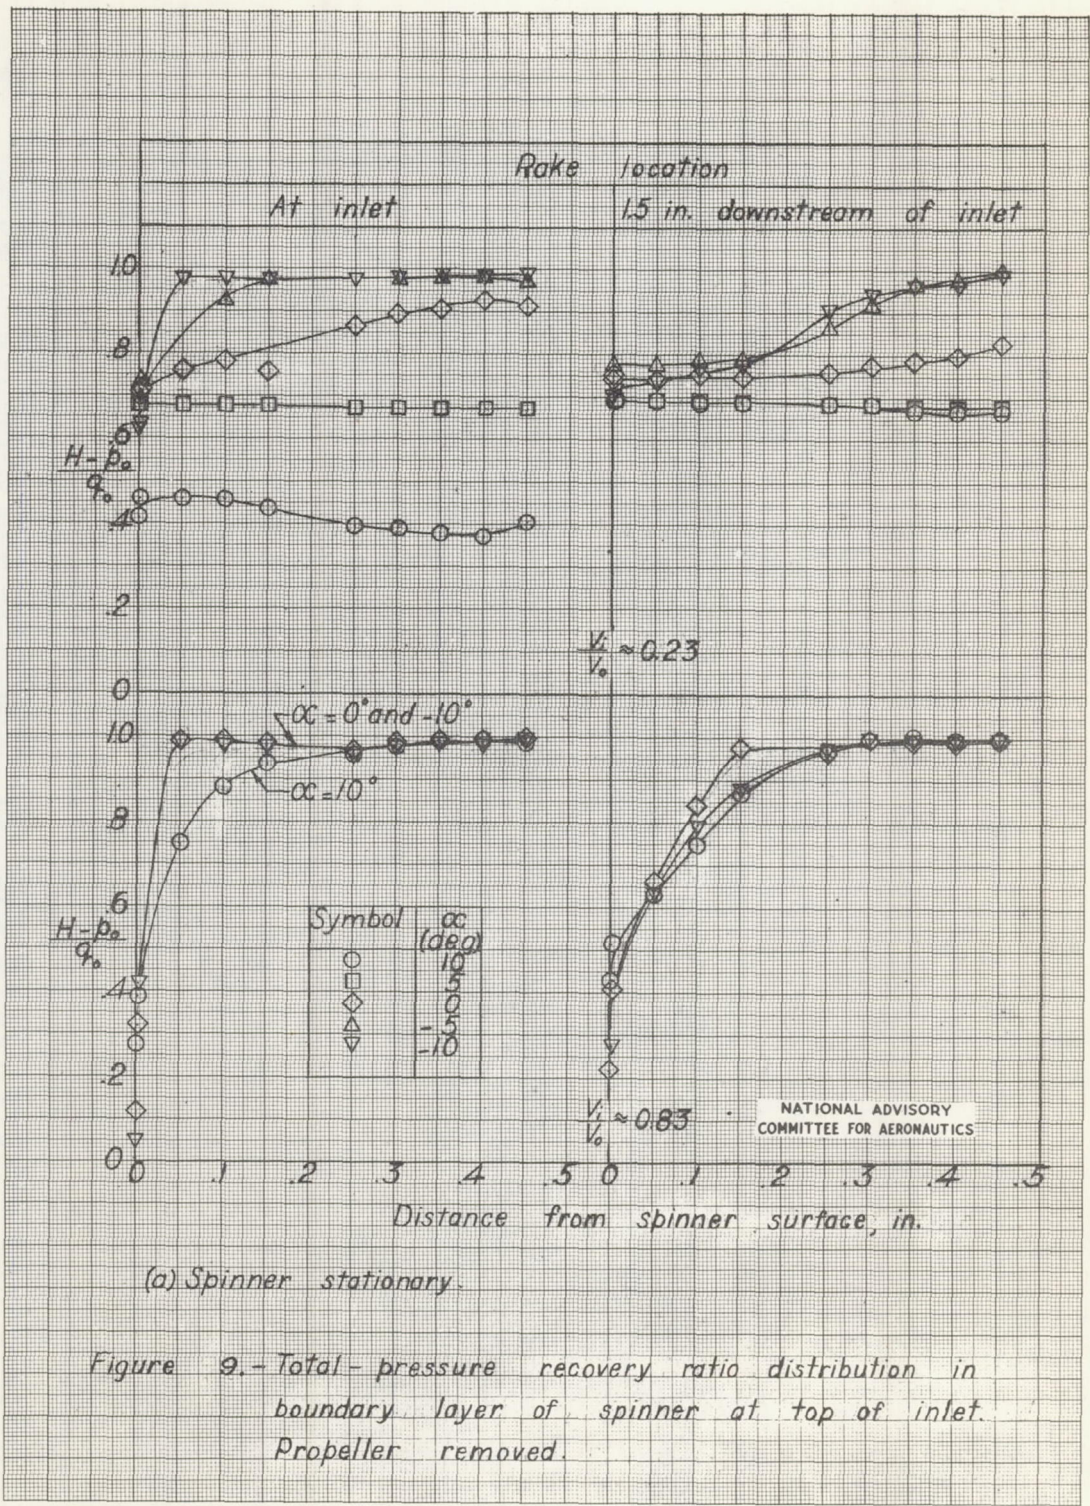 Rake location
At inlet
1.5 in. downstream of inlet
1.0
.8
.6
H - p₀
q₀
.4
.2
0
Vᵢ
V₀ ≈ 0.23
1.0
α = 0° and -10°
α = 10°
.8
.6
H - p₀
q₀
.4
.2
0
Symbol α
(deg)
10
5
0
-5
-10
Vᵢ
V₀ ≈ 0.83
NATIONAL ADVISORY
COMMITTEE FOR AERONAUTICS
0 .1 .2 .3 .4 .5 0 .1 .2 .3 .4 .5
Distance from spinner surface, in.
(a) Spinner stationary.
Figure 9.- Total-pressure recovery ratio distribution in
boundary layer of spinner at top of inlet.
Propeller removed.